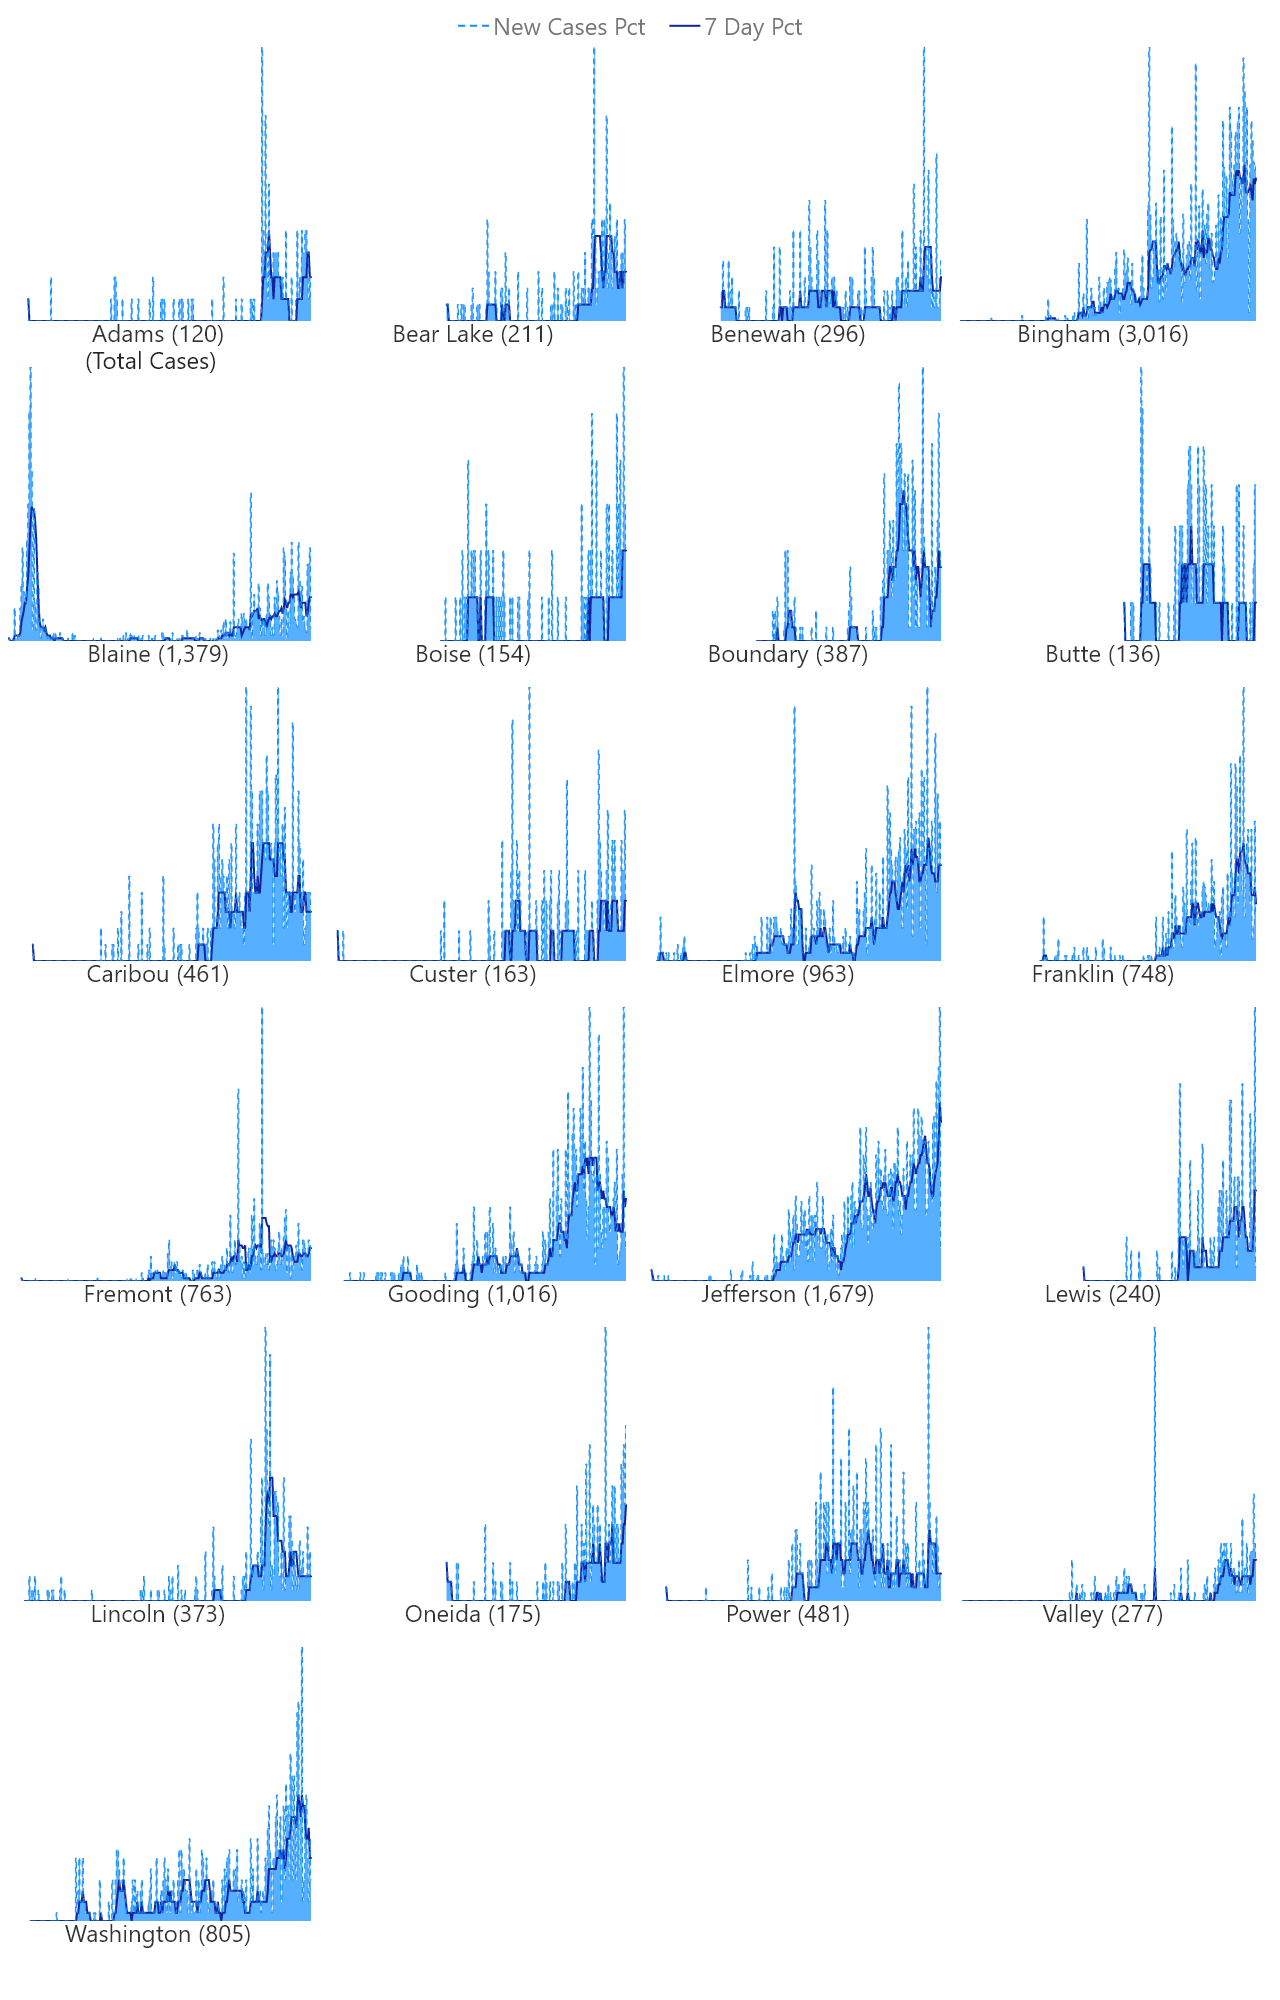 New Cases Pct 7 Day Pct
Adams (120) Bear Lake (211) Benewah (296) Bingham (3,016)
(Total Cases)
Blaine (1,379) Boise (154) Boundary (387) Butte (136)
Caribou (461) Custer (163) Elmore (963) Franklin (748)
Fremont (763) Gooding (1,016) Jefferson (1,679) Lewis (240)
Lincoln (373) Oneida (175) Power (481) Valley (277)
Washington (805)